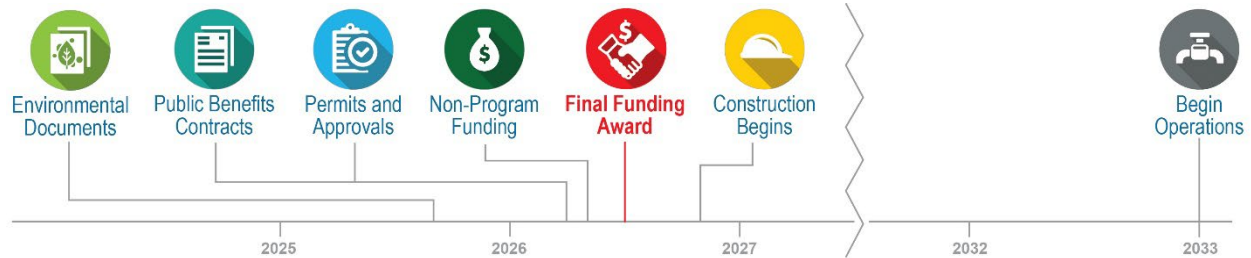 $
$
Environmental
Documents
Public Benefits
Contracts
Permits and
Approvals
Non-Program
Funding
Final Funding
Award
Construction
Begins
Begin
Operations
2025
2026
2027
2032
2033